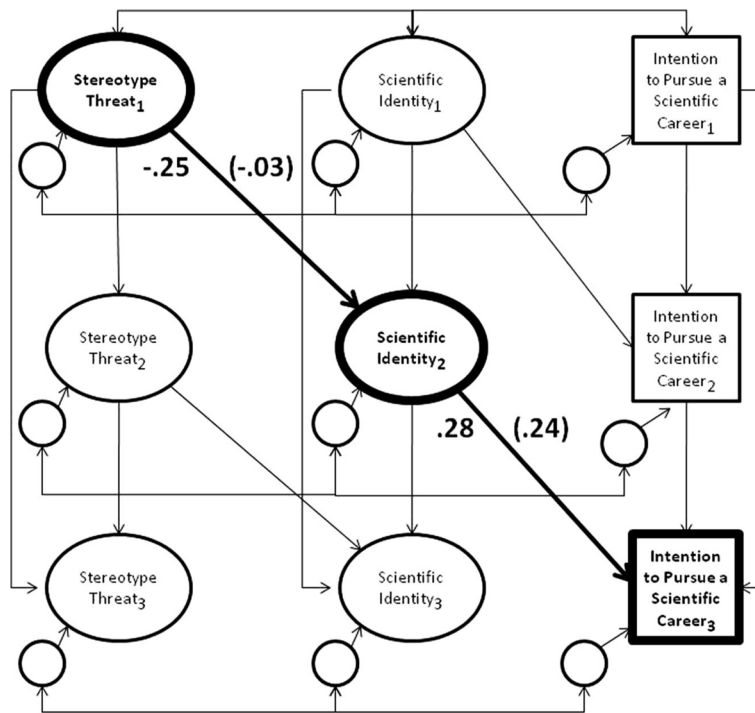 Stereotype
Threat₁
Scientific
Identity₁
Intention
to Pursue a
Scientific
Career₁
-.25
(-.03)
Stereotype
Threat₂
Scientific
Identity₂
Intention
to Pursue a
Scientific
Career₂
.28
(.24)
Stereotype
Threat₃
Scientific
Identity₃
Intention
to Pursue a
Scientific
Career₃